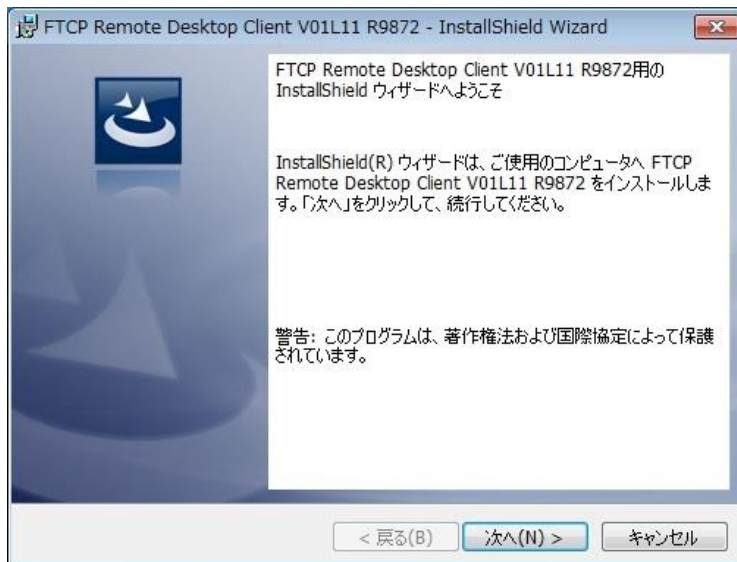 FTCP Remote Desktop Client V01L11 R9872 - InstallShield Wizard
FTCP Remote Desktop Client V01L11 R9872用の
InstallShield ウィザードへようこそ
InstallShield(R) ウィザードは、ご使用のコンピュータへ FTCP
Remote Desktop Client V01L11 R9872 をインストールしま
す。「次へ」をクリックして、続行してください。
警告: このプログラムは、著作権法および国際協定によって保護
されています。
< 戻る(B)
次へ(N) >
キャンセル